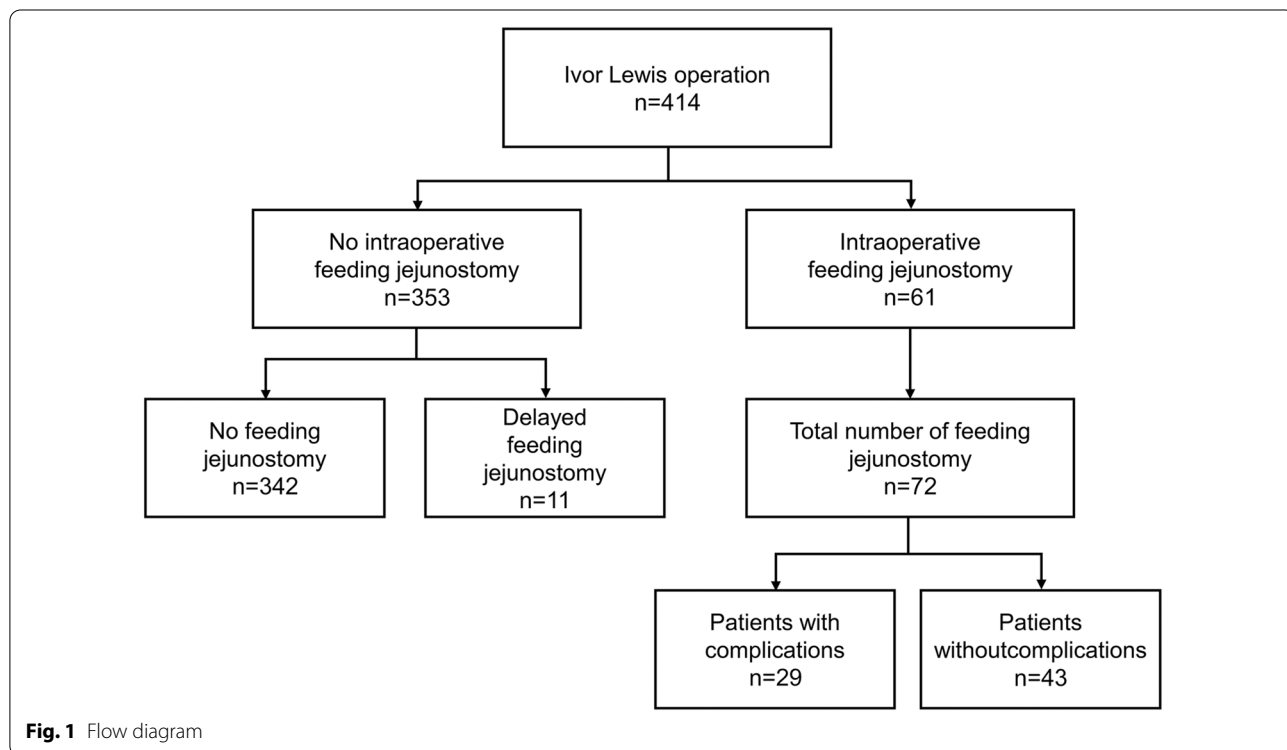 Ivor Lewis operation
n=414
No intraoperative
feeding jejunostomy
n=353
Intraoperative
feeding jejunostomy
n=61
No feeding
jejunostomy
n=342
Delayed
feeding
jejunostomy
n=11
Total number of feeding
jejunostomy
n=72
Patients with
complications
n=29
Patients
withoutcomplications
n=43
Fig. 1 Flow diagram